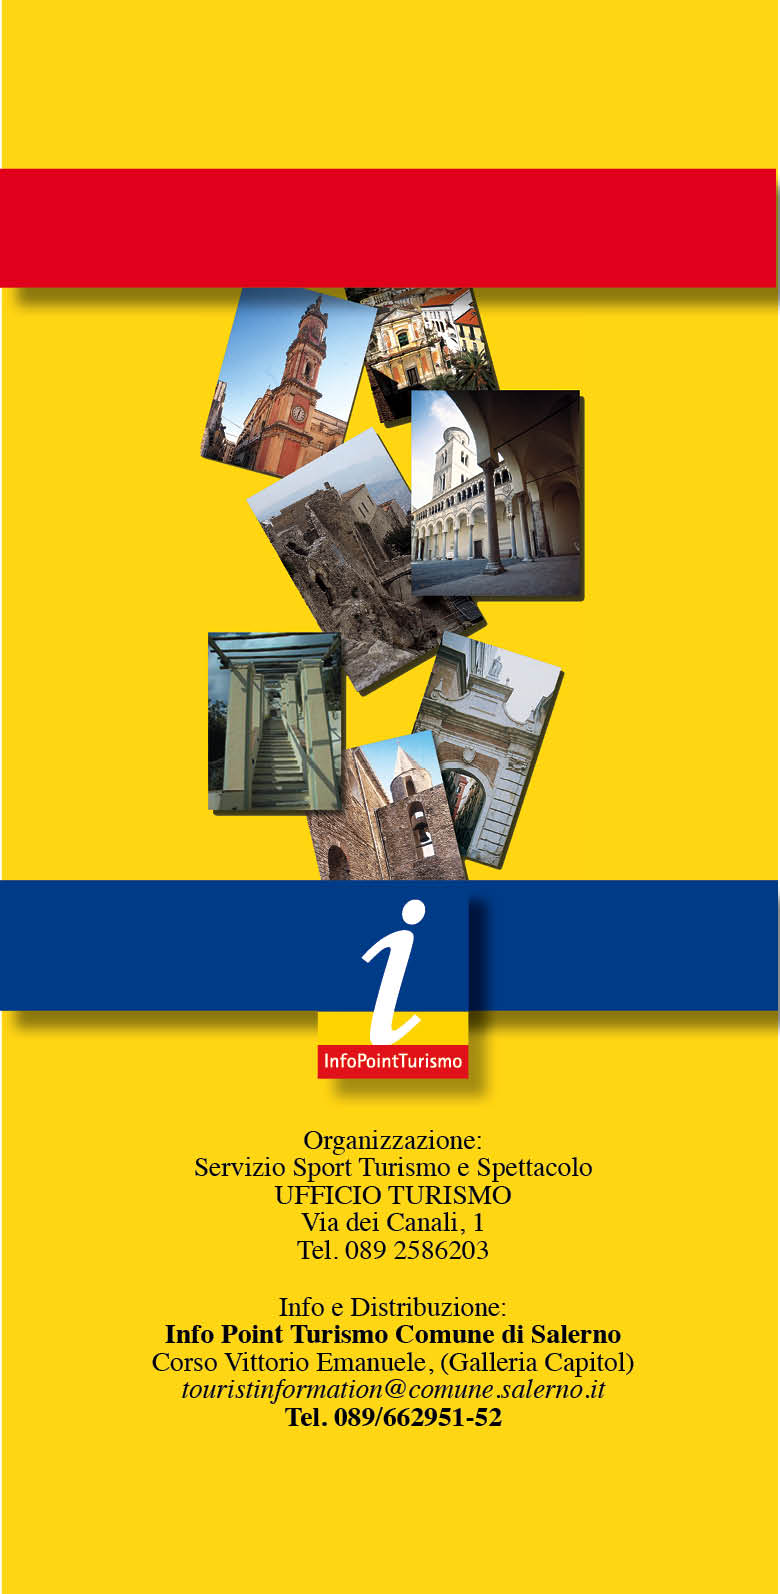 i
InfoPointTurismo
Organizzazione:
Servizio Sport Turismo e Spettacolo
UFFICIO TURISMO
Via dei Canali, 1
Tel. 089 2586203
Info e Distribuzione:
Info Point Turismo Comune di Salerno
Corso Vittorio Emanuele, (Galleria Capitol)
touristinformation@comune.salerno.it
Tel. 089/662951-52